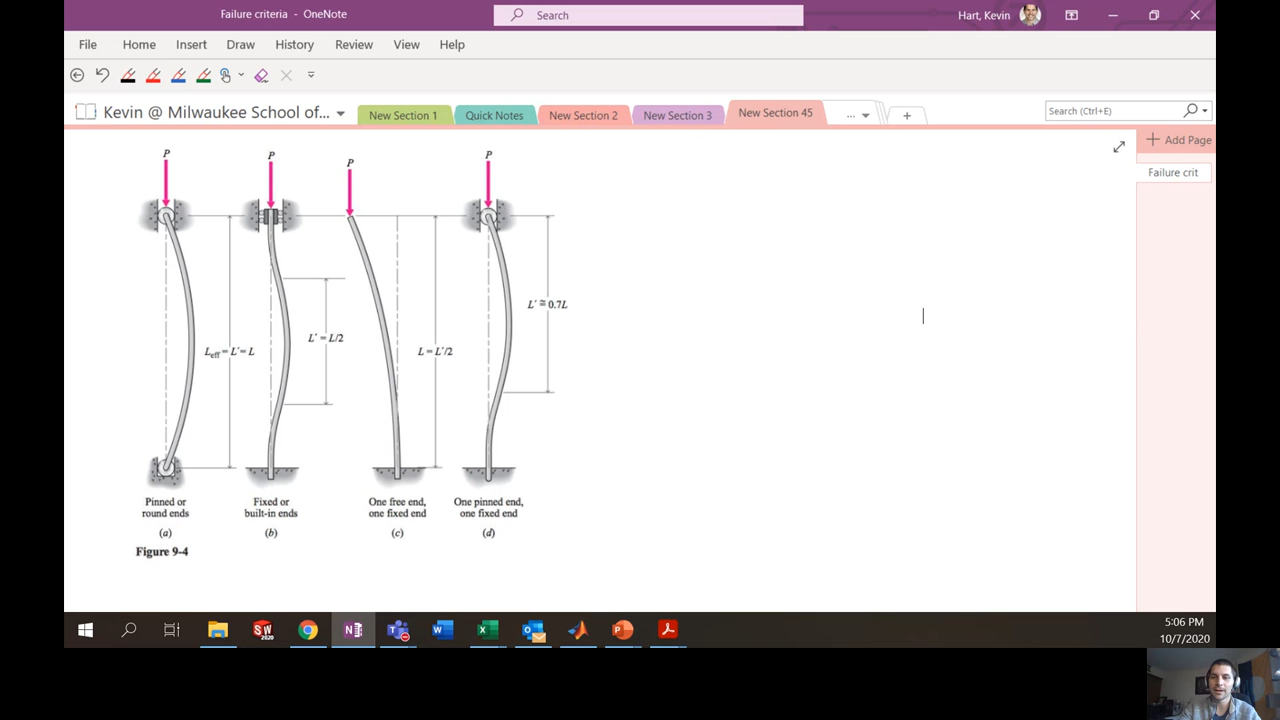 Failure criteria - OneNote
Search
Hart, Kevin
File Home Insert Draw History Review View Help
Kevin @ Milwaukee School of...
New Section 1
Quick Notes
New Section 2
New Section 3
New Section 45
...
Search (Ctrl+E)
Add Page
Failure crit
P
P
P
P
L' ≅ 0.7L
L' = L/2
Leff = L' = L
L = L'/2
Pinned or
round ends
(a)
Fixed or
built-in ends
(b)
One free end,
one fixed end
(c)
One pinned end,
one fixed end
(d)
Figure 9-4
SW
2020
5:06 PM
10/7/2020